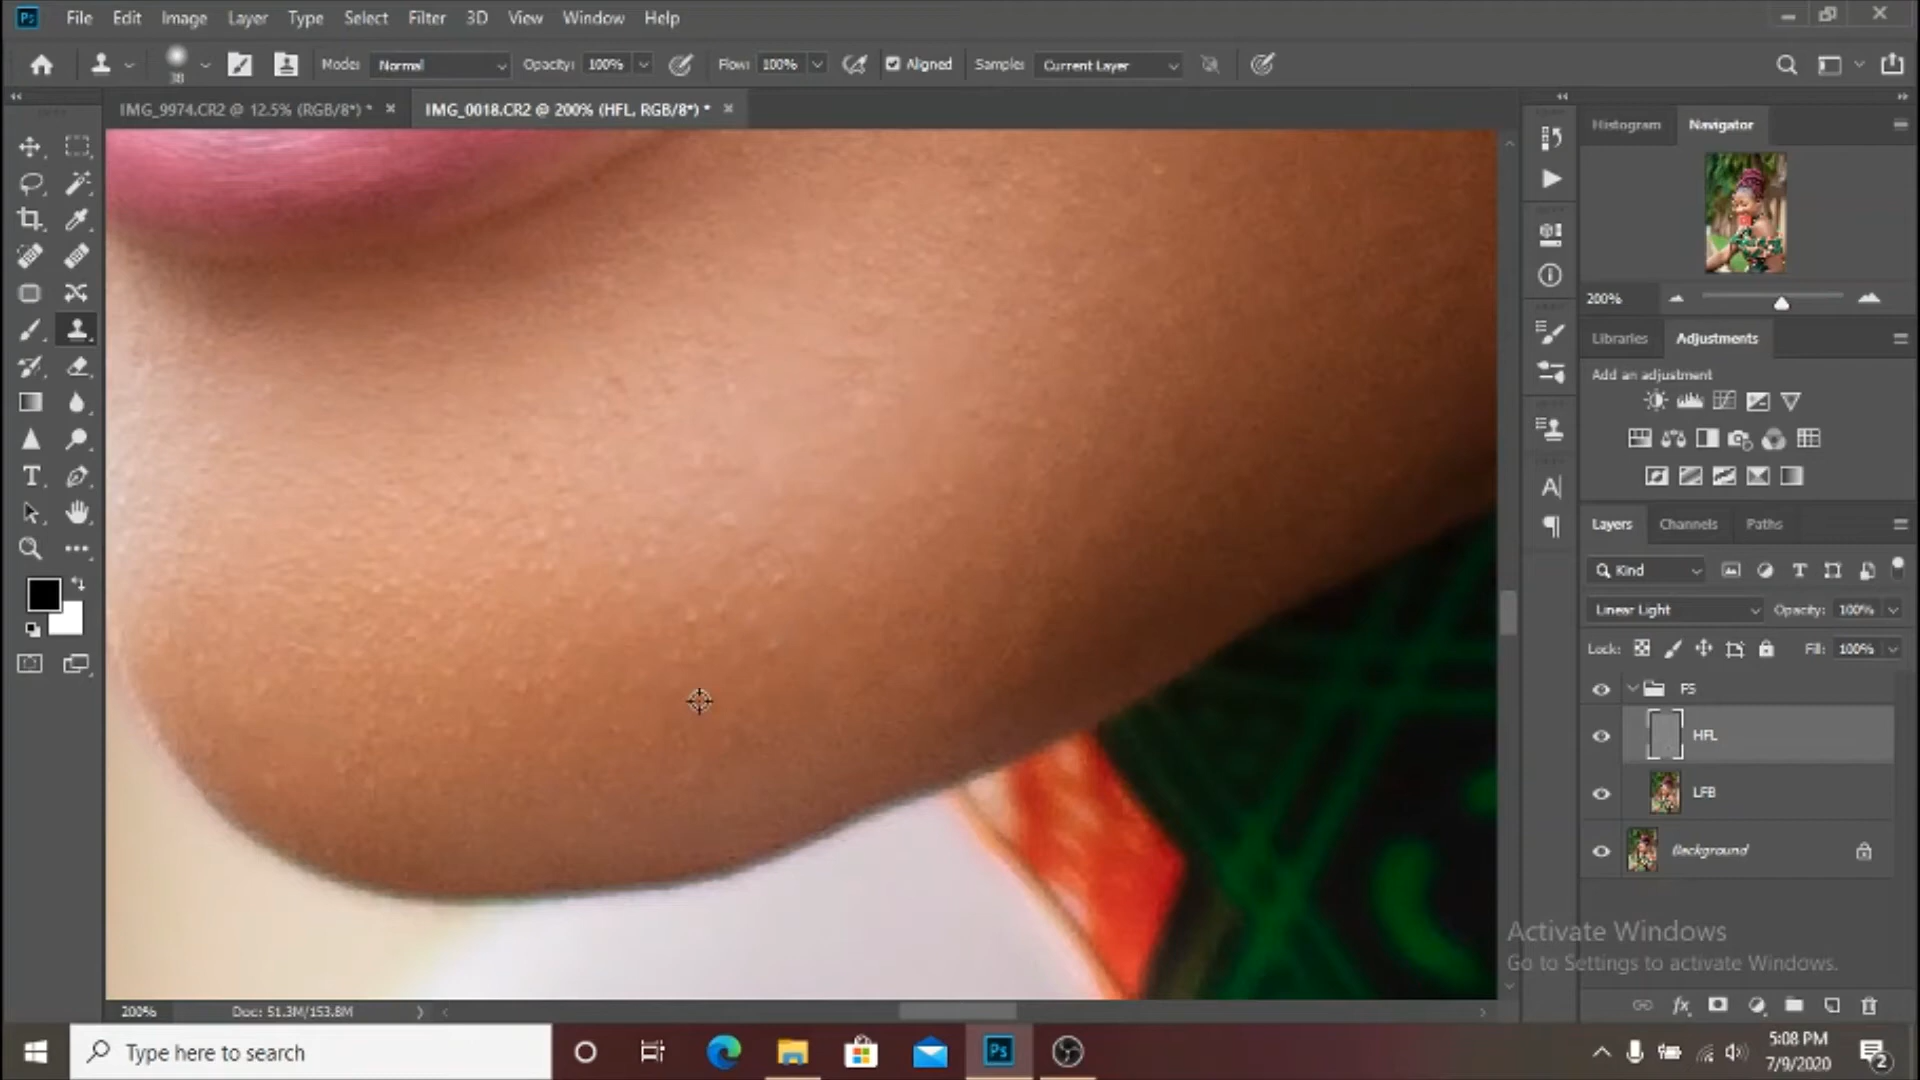 Ps File Edit Image Layer Type Select Filter 3D View Window Help
38 Mode: Normal Opacity: 100% Flow: 100% Aligned Sample: Current Layer
IMG_9974.CR2 @ 12.5% (RGB/8*) * × IMG_0018.CR2 @ 200% (HFL, RGB/8*) * ×
Histogram Navigator
200%
Libraries Adjustments
Add an adjustment
Layers Channels Paths
Kind
Linear Light Opacity: 100%
Lock: Fill: 100%
FS
HFL
LFB
Background
Activate Windows
Go to Settings to activate Windows.
200% Doc: 51.3M/153.8M
Type here to search
Ps
5:08 PM
7/9/2020
2